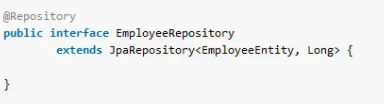 @Repository
public interface EmployeeRepository
        extends JpaRepository<EmployeeEntity, Long> {
}